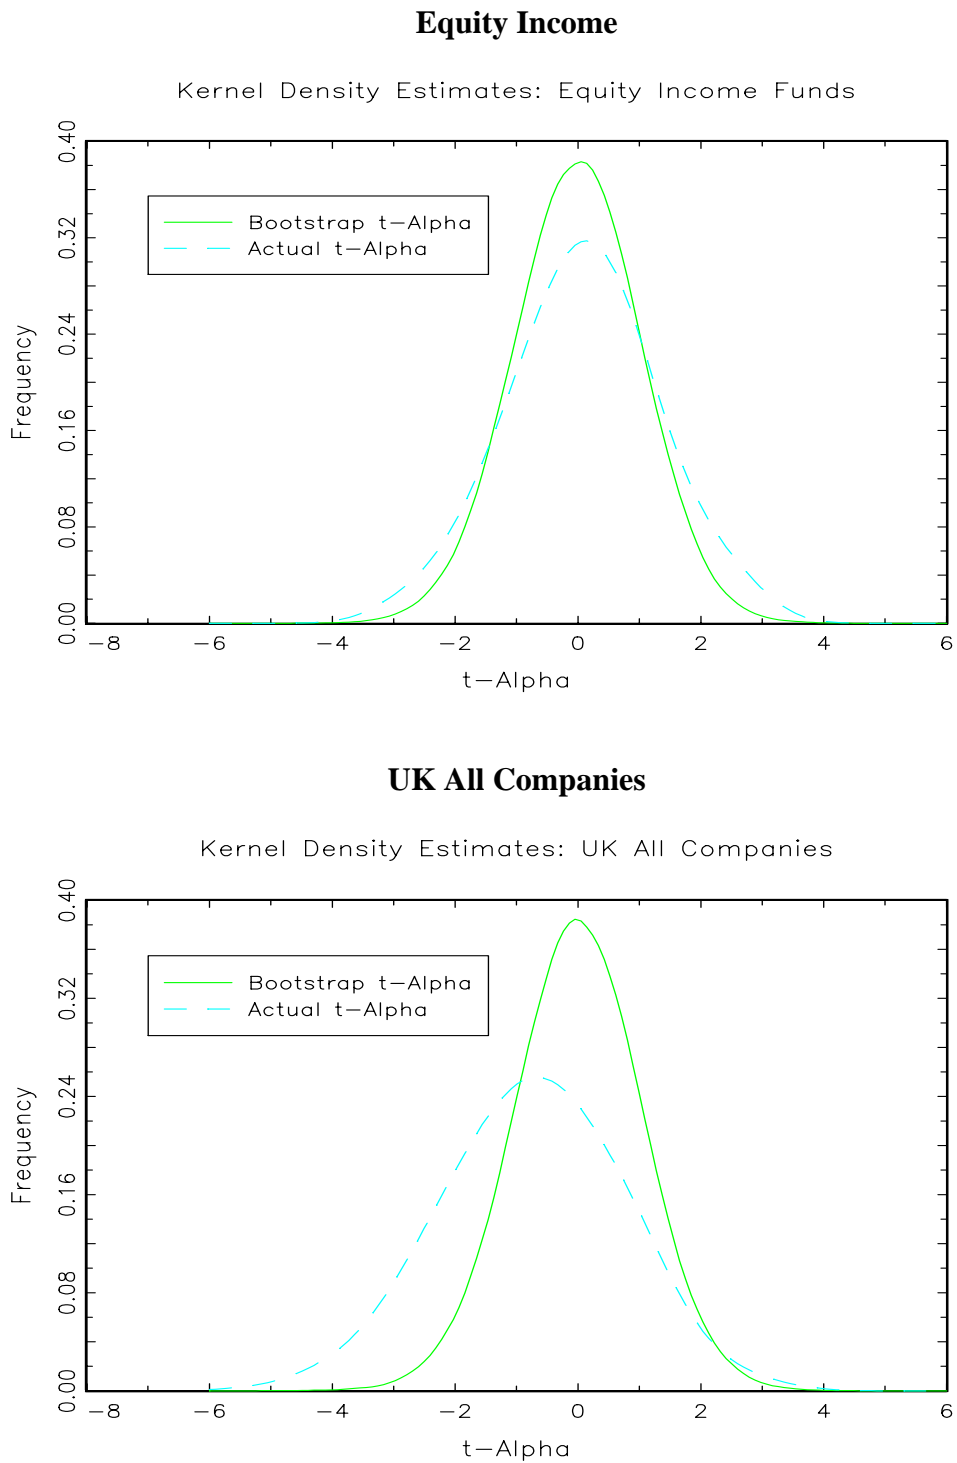 Equity Income
Kernel Density Estimates: Equity Income Funds
0.40
0.32
0.24
0.16
0.08
0.00
Frequency
Bootstrap t-Alpha
Actual t-Alpha
-8 -6 -4 -2 0 2 4 6
t-Alpha
UK All Companies
Kernel Density Estimates: UK All Companies
0.40
0.32
0.24
0.16
0.08
0.00
Frequency
Bootstrap t-Alpha
Actual t-Alpha
-8 -6 -4 -2 0 2 4 6
t-Alpha